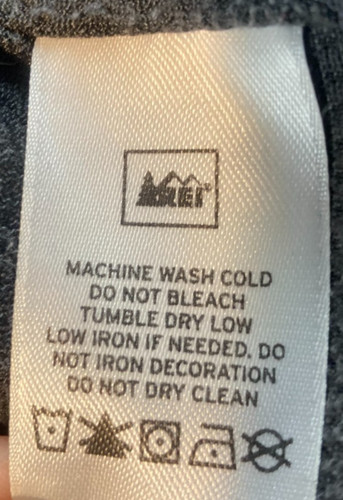 REI
MACHINE WASH COLD
DO NOT BLEACH
TUMBLE DRY LOW
LOW IRON IF NEEDED. DO
NOT IRON DECORATION
DO NOT DRY CLEAN